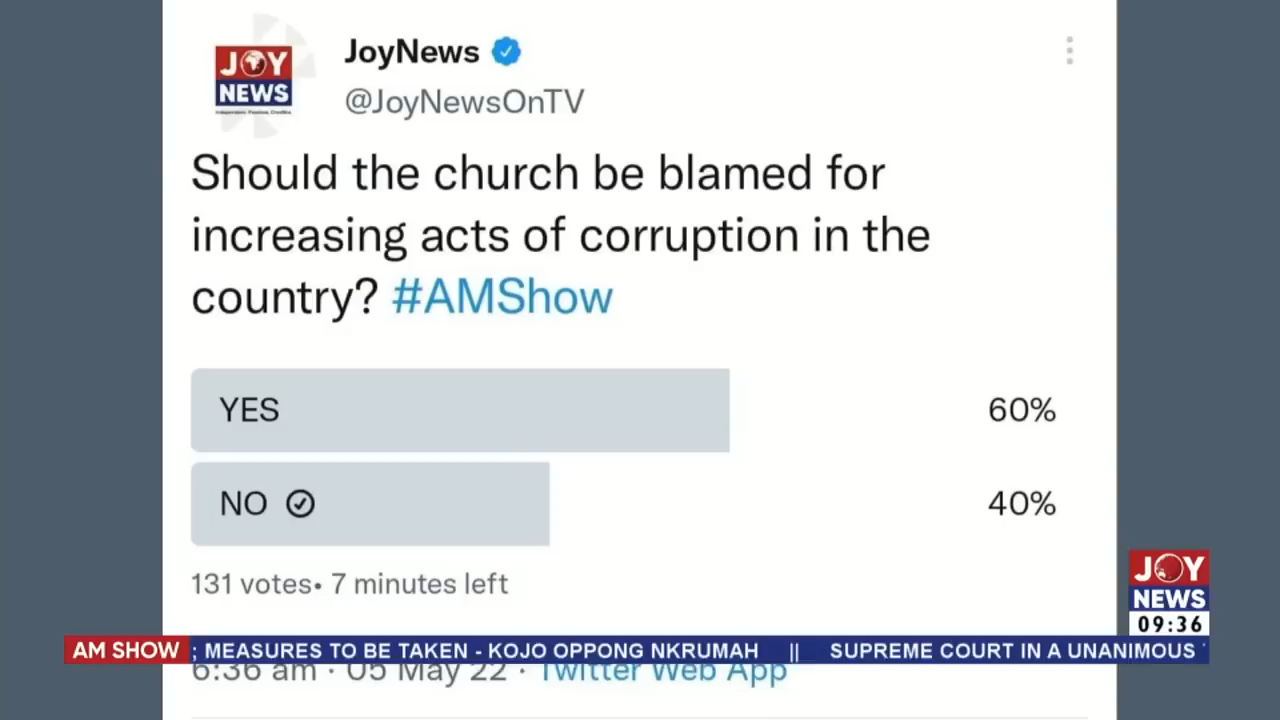 JOY
NEWS
JoyNews
@JoyNewsOnTV
Should the church be blamed for
increasing acts of corruption in the
country? #AMShow
YES 60%
NO 40%
131 votes• 7 minutes left
JOY
NEWS
09:36
AM SHOW ; MEASURES TO BE TAKEN - KOJO OPPONG NKRUMAH || SUPREME COURT IN A UNANIMOUS
6:36 am · 05 May 22 · Twitter Web App